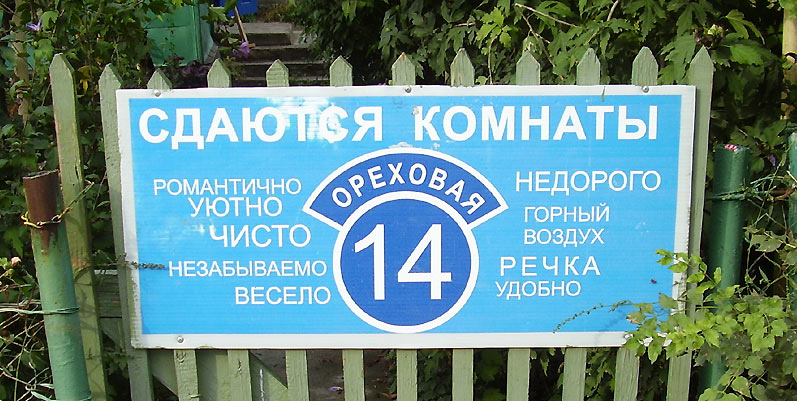 СДАЮТСЯ КОМНАТЫ
РОМАНТИЧНО
УЮТНО
ЧИСТО
НЕЗАБЫВАЕМО
ВЕСЕЛО
ОРЕХОВАЯ
14
НЕДОРОГО
ГОРНЫЙ
ВОЗДУХ
РЕЧКА
УДОБНО